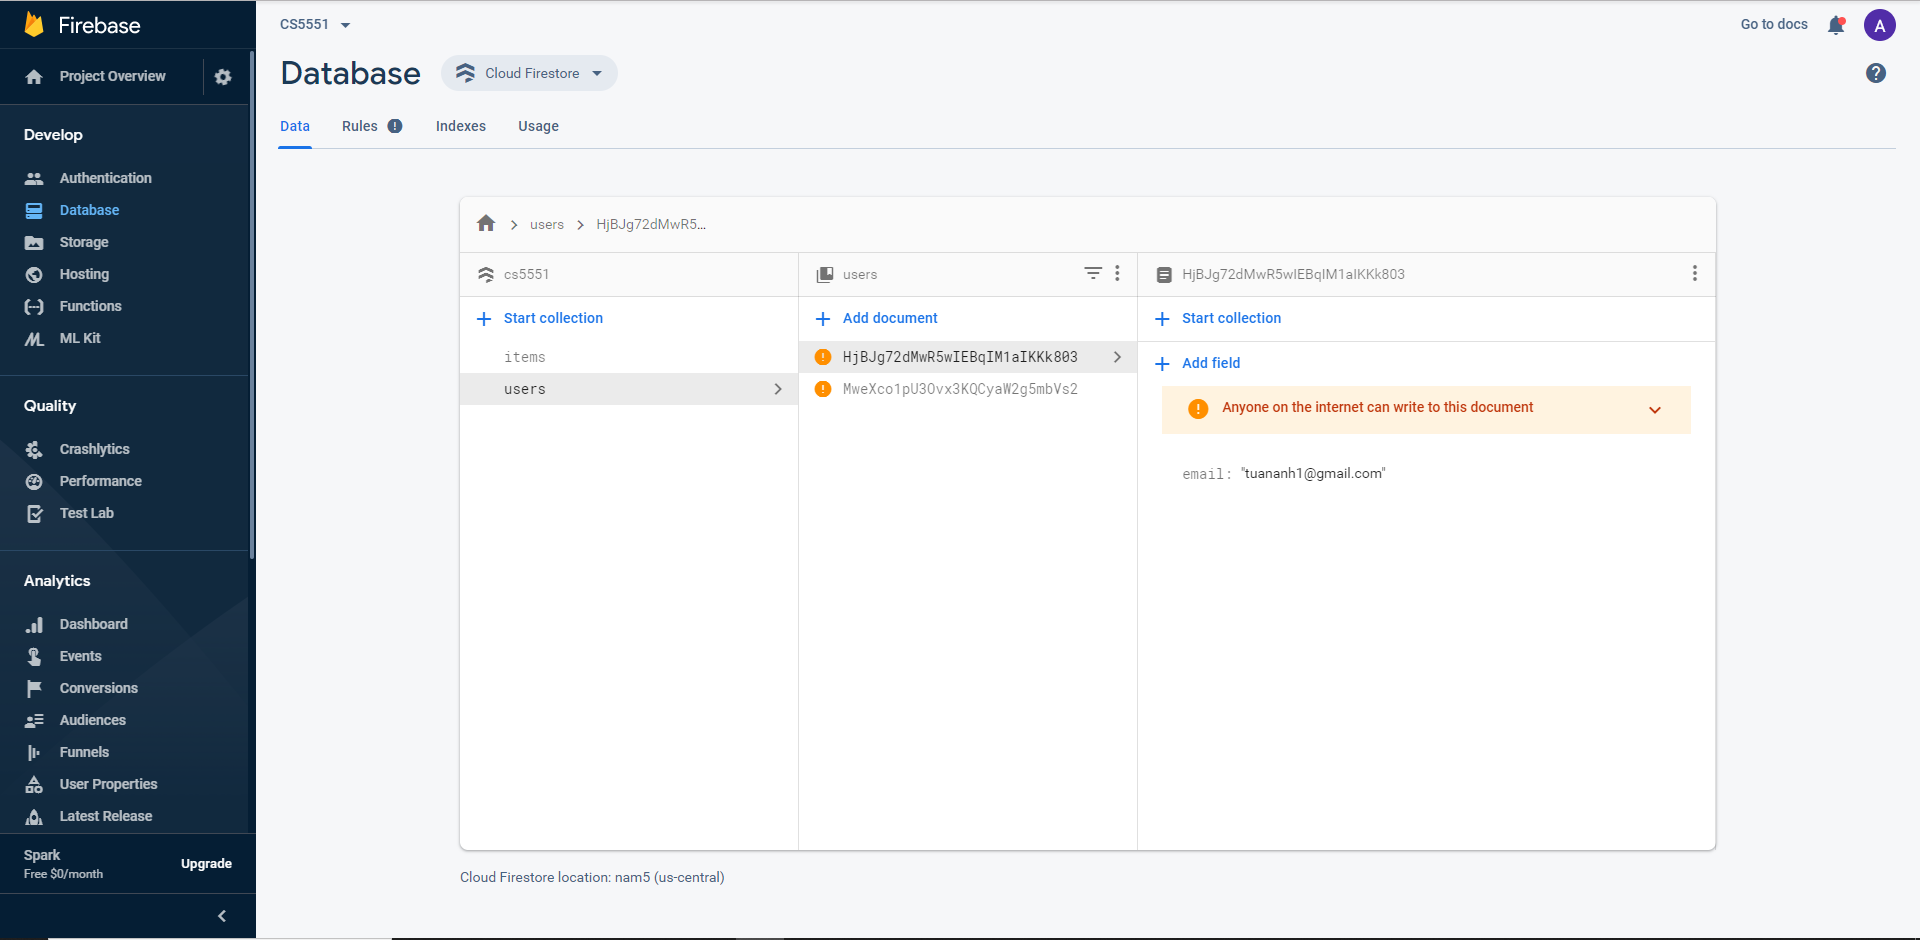 Firebase
Project Overview
Develop
Authentication
Database
Storage
Hosting
Functions
ML Kit
Quality
Crashlytics
Performance
Test Lab
Analytics
Dashboard
Events
Conversions
Audiences
Funnels
User Properties
Latest Release
Spark
Free $0/month
Upgrade
CS5551
Go to docs
A
Database
Cloud Firestore
Data
Rules
Indexes
Usage
users
HjBJg72dMwR5...
cs5551
Start collection
items
users
users
Add document
HjBJg72dMwR5wIEBqIM1aIKKk803
MweXco1pU3Ovx3KQCyaW2g5mbVs2
HjBJg72dMwR5wIEBqIM1aIKKk803
Start collection
Add field
Anyone on the internet can write to this document
email: "tuananh1@gmail.com"
Cloud Firestore location: nam5 (us-central)